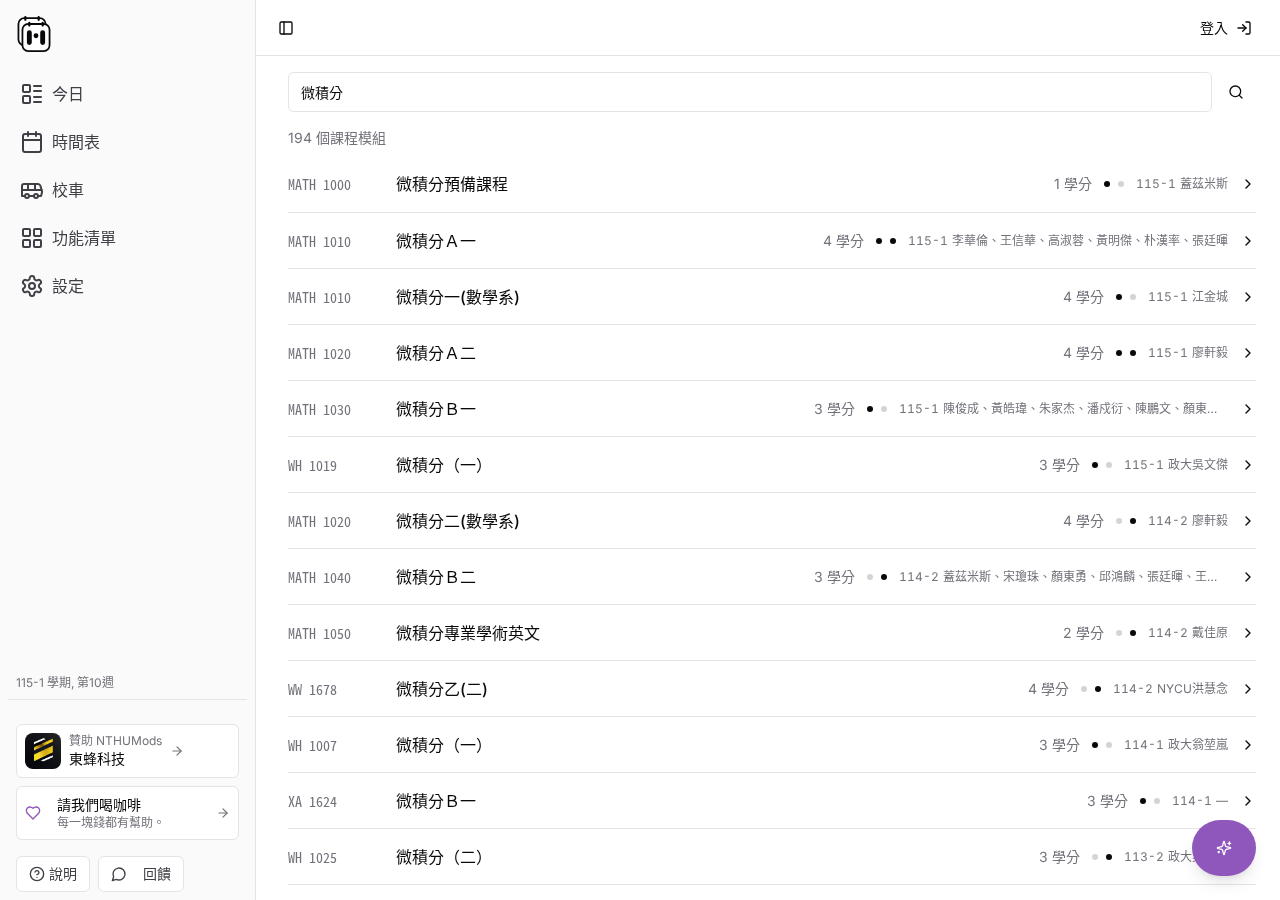 登入
今日
時間表
校車
功能清單
設定
微積分
194 個課程模組
MATH 1000 微積分預備課程 1 學分 115-1 蓋茲米斯
MATH 1010 微積分Ａ一 4 學分 115-1 李華倫、王信華、高淑蓉、黃明傑、朴漢率、張廷暉
MATH 1010 微積分一(數學系) 4 學分 115-1 江金城
MATH 1020 微積分Ａ二 4 學分 115-1 廖軒毅
MATH 1030 微積分Ｂ一 3 學分 115-1 陳俊成、黃皓瑋、朱家杰、潘戍衍、陳鵬文、顏東...
WH 1019 微積分（一） 3 學分 115-1 政大吳文傑
MATH 1020 微積分二(數學系) 4 學分 114-2 廖軒毅
MATH 1040 微積分Ｂ二 3 學分 114-2 蓋茲米斯、宋瓊珠、顏東勇、邱鴻麟、張廷暉、王...
MATH 1050 微積分專業學術英文 2 學分 114-2 戴佳原
WW 1678 微積分乙(二) 4 學分 114-2 NYCU洪慧念
WH 1007 微積分（一） 3 學分 114-1 政大翁堃嵐
XA 1624 微積分Ｂ一 3 學分 114-1 —
WH 1025 微積分（二） 3 學分 113-2 政大
115-1 學期, 第10週
贊助 NTHUMods
東蜂科技
請我們喝咖啡
每一塊錢都有幫助。
說明
回饋